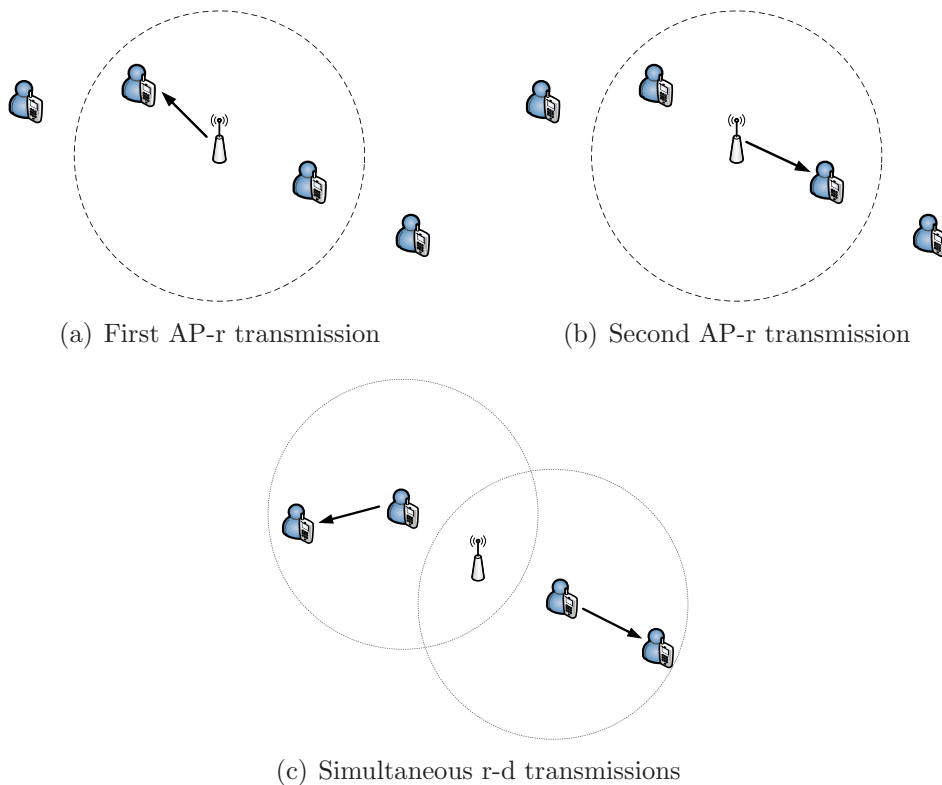 (a) First AP-r transmission
(b) Second AP-r transmission
(c) Simultaneous r-d transmissions